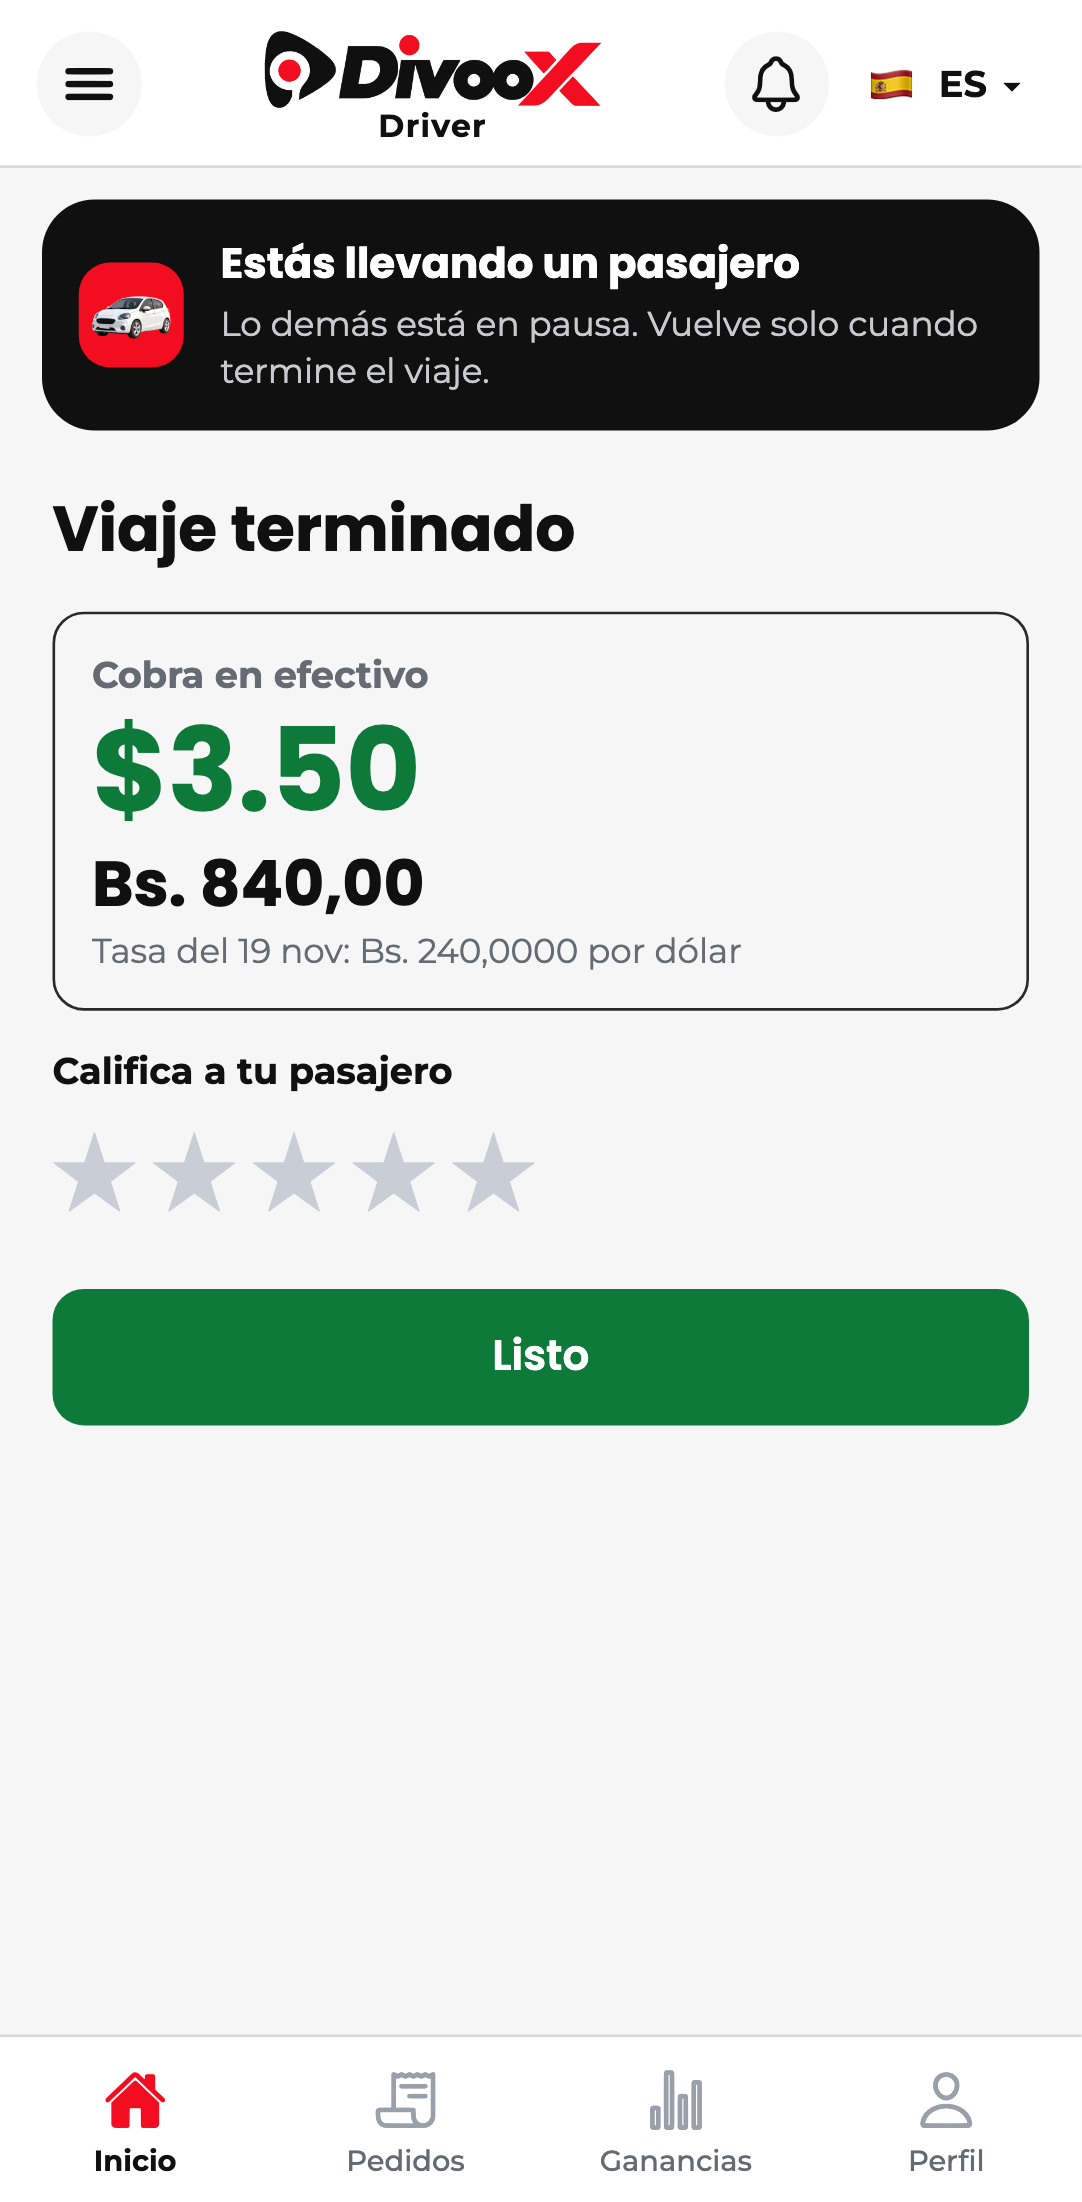 DivooX
Driver
ES
Estás llevando un pasajero
Lo demás está en pausa. Vuelve solo cuando
termine el viaje.
Viaje terminado
Cobra en efectivo
$3.50
Bs. 840,00
Tasa del 19 nov: Bs. 240,0000 por dólar
Califica a tu pasajero
Listo
Inicio
Pedidos
Ganancias
Perfil